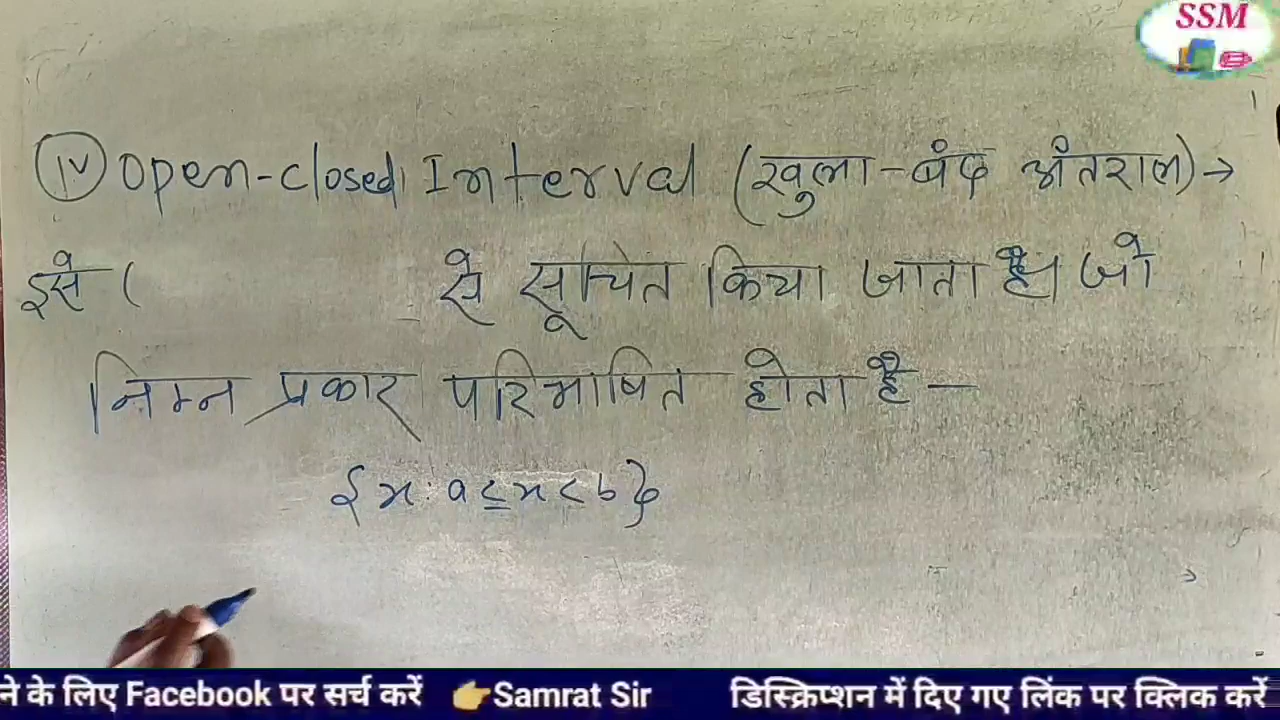 SSM
(iv) Open-closed Interval (खुला-बंद अंतराल) →
इसे ( से सूचित किया जाता है। जो
निम्न प्रकार परिभाषित होता है —
{x: a ≤ x < b}
ने के लिए Facebook पर सर्च करें 👉Samrat Sir डिस्क्रिप्शन में दिए गए लिंक पर क्लिक करें